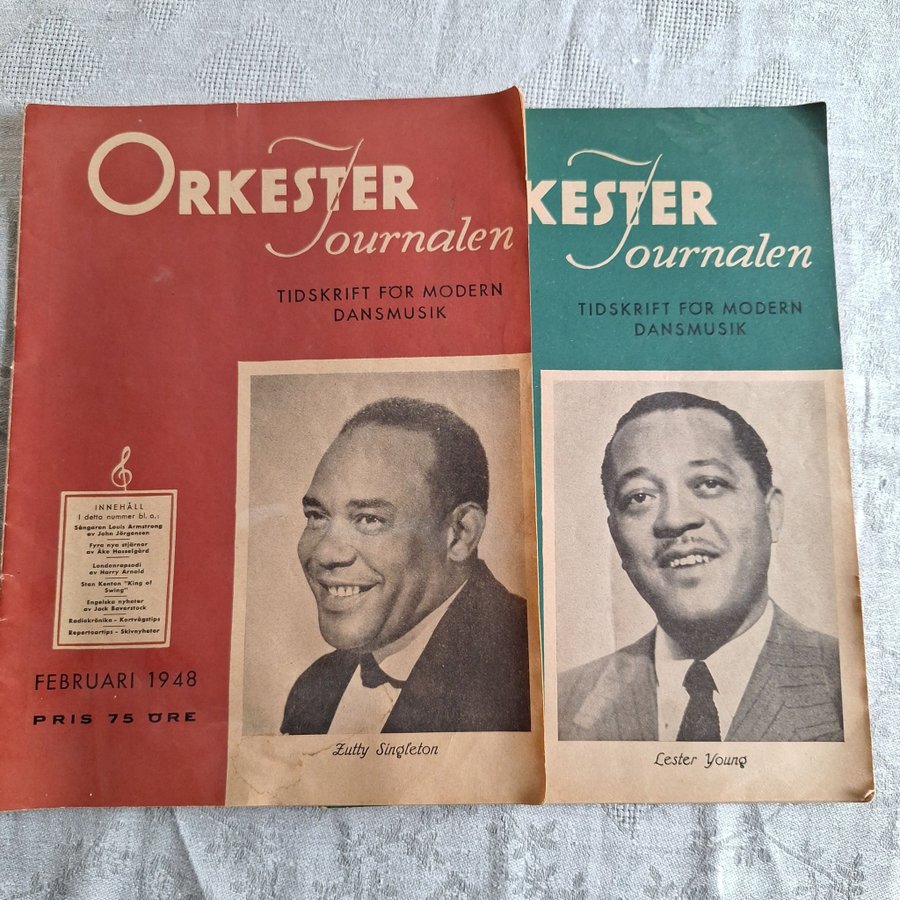 ORKESTER
Journalen
TIDSKRIFT FÖR MODERN
DANSMUSIK
INNEHÅLL
I detta nummer bl. a.:
Sångaren Louis Armstrong
av John Jörgensen
Fyra nya stjärnor
av Åke Hasselgård
Londonrapsodi
av Harry Arnold
Stan Kenton "King of
Swing"
Engelska nyheter
av Jack Baverstock
Radiokrönika - Kortvågstips
Repertoartips - Skivnyheter
FEBRUARI 1948
PRIS 75 ÖRE
Zutty Singleton
KESTER
Journalen
TIDSKRIFT FÖR MODERN
DANSMUSIK
Lester Young